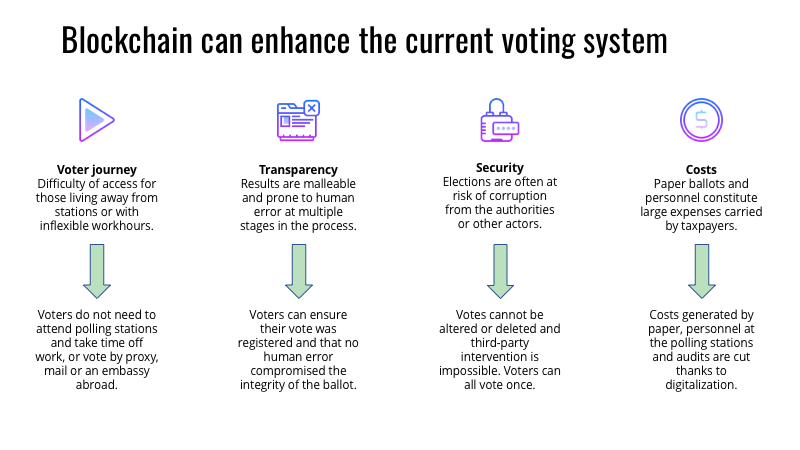 Blockchain can enhance the current voting system
Voter journey
Difficulty of access for
those living away from
stations or with
inflexible workhours.
Voters do not need to
attend polling stations
and take time off
work, or vote by proxy,
mail or an embassy
abroad.
Transparency
Results are malleable
and prone to human
error at multiple
stages in the process.
Voters can ensure
their vote was
registered and that no
human error
compromised the
integrity of the ballot.
Security
Elections are often at
risk of corruption
from the authorities
or other actors.
Votes cannot be
altered or deleted and
third-party
intervention is
impossible. Voters can
all vote once.
Costs
Paper ballots and
personnel constitute
large expenses carried
by taxpayers.
Costs generated by
paper, personnel at
the polling stations
and audits are cut
thanks to
digitalization.